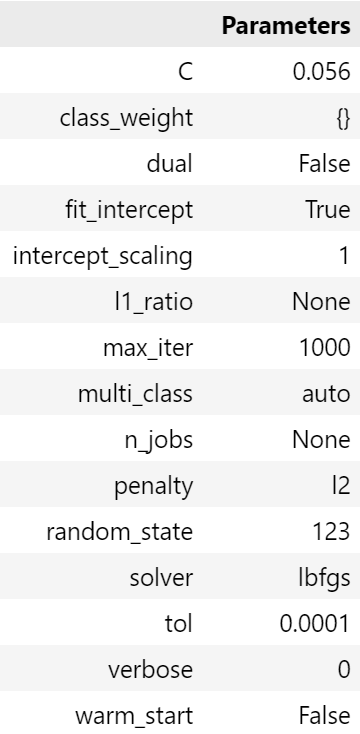 Parameters
C 0.056
class_weight {}
dual False
fit_intercept True
intercept_scaling 1
l1_ratio None
max_iter 1000
multi_class auto
n_jobs None
penalty l2
random_state 123
solver lbfgs
tol 0.0001
verbose 0
warm_start False